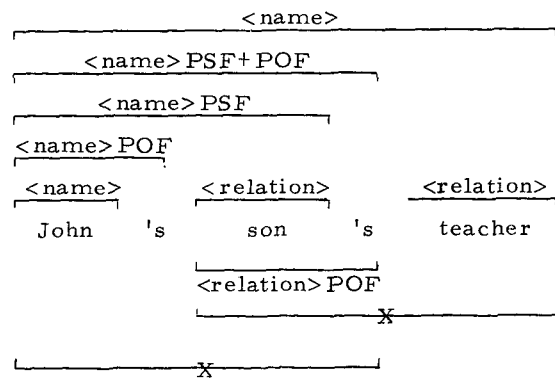 <name>
<name> PSF+POF
<name> PSF
<name> POF
<name> <relation> <relation>
John 's son 's teacher
<relation> POF
X
X